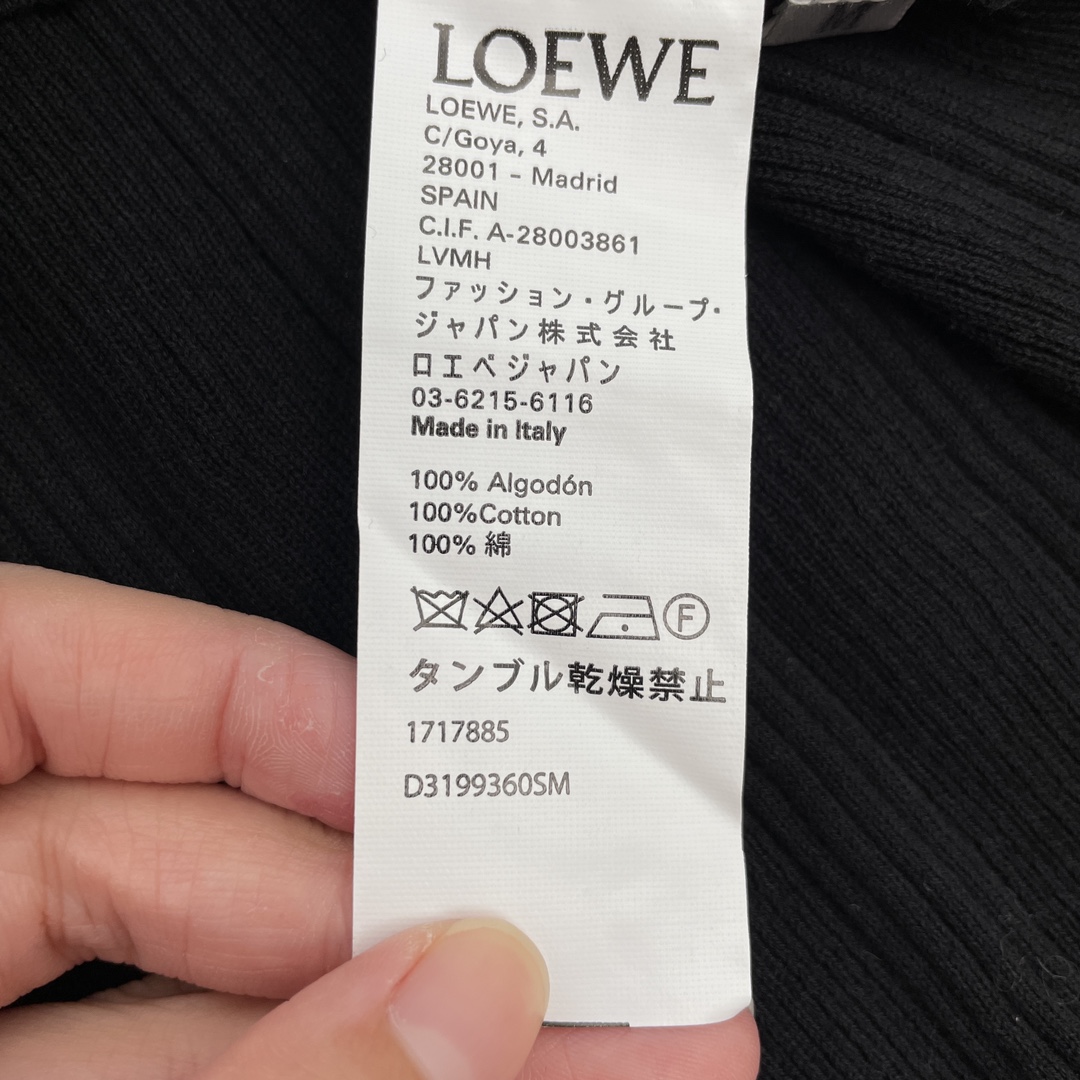 LOEWE
LOEWE, S.A.
C/Goya, 4
28001 - Madrid
SPAIN
C.I.F. A-28003861
LVMH
ファッション・グループ・
ジャパン株式会社
ロエベジャパン
03-6215-6116
Made in Italy
100% Algodón
100%Cotton
100% 綿
F
タンブル乾燥禁止
1717885
D3199360SM